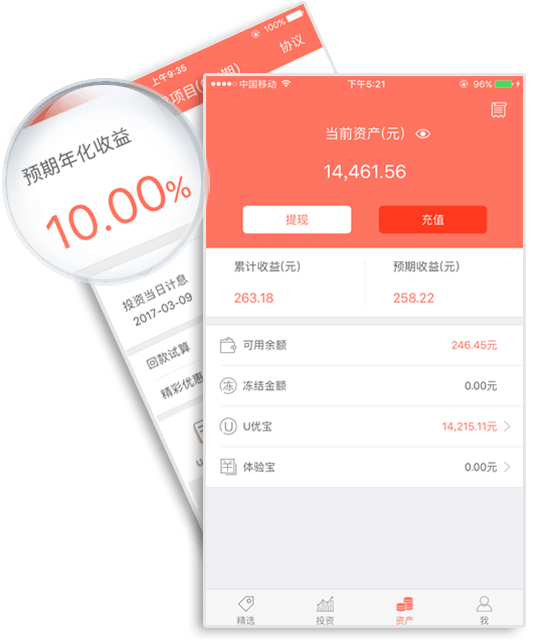 上午9:35
100%
协议
项目(
期)
预期年化收益
10.00%
投资当日计息
2017-03-09
回款试算
精彩优惠
中国移动
下午5:21
96%
当前资产(元)
14,461.56
提现
充值
累计收益(元)
预期收益(元)
263.18
258.22
可用余额
246.45元
冻
冻结金额
0.00元
U
U优宝
14,215.11元
体验宝
0.00元
精选
投资
资产
我